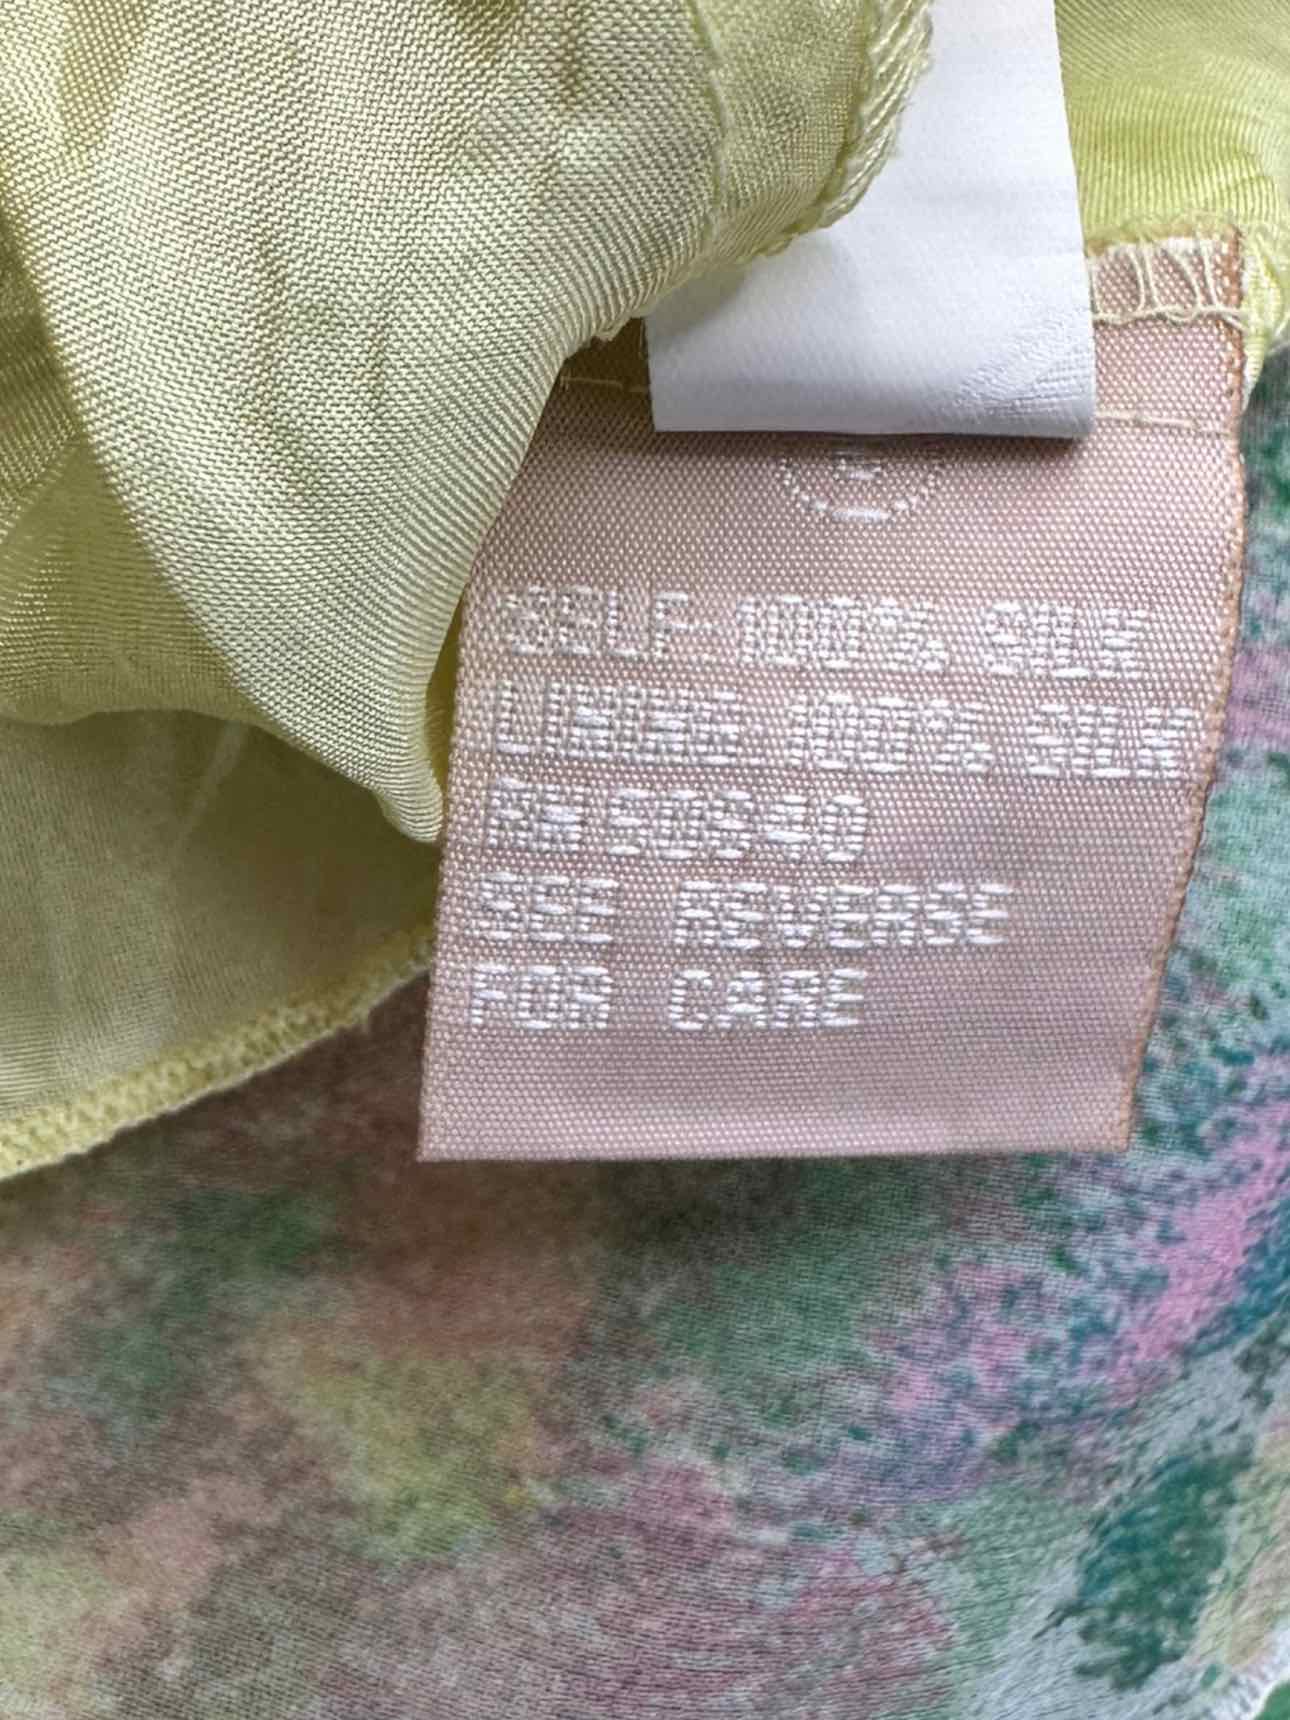 SELF-100% SILK
LINING 100% SILK
RN 50940
SEE REVERSE
FOR CARE